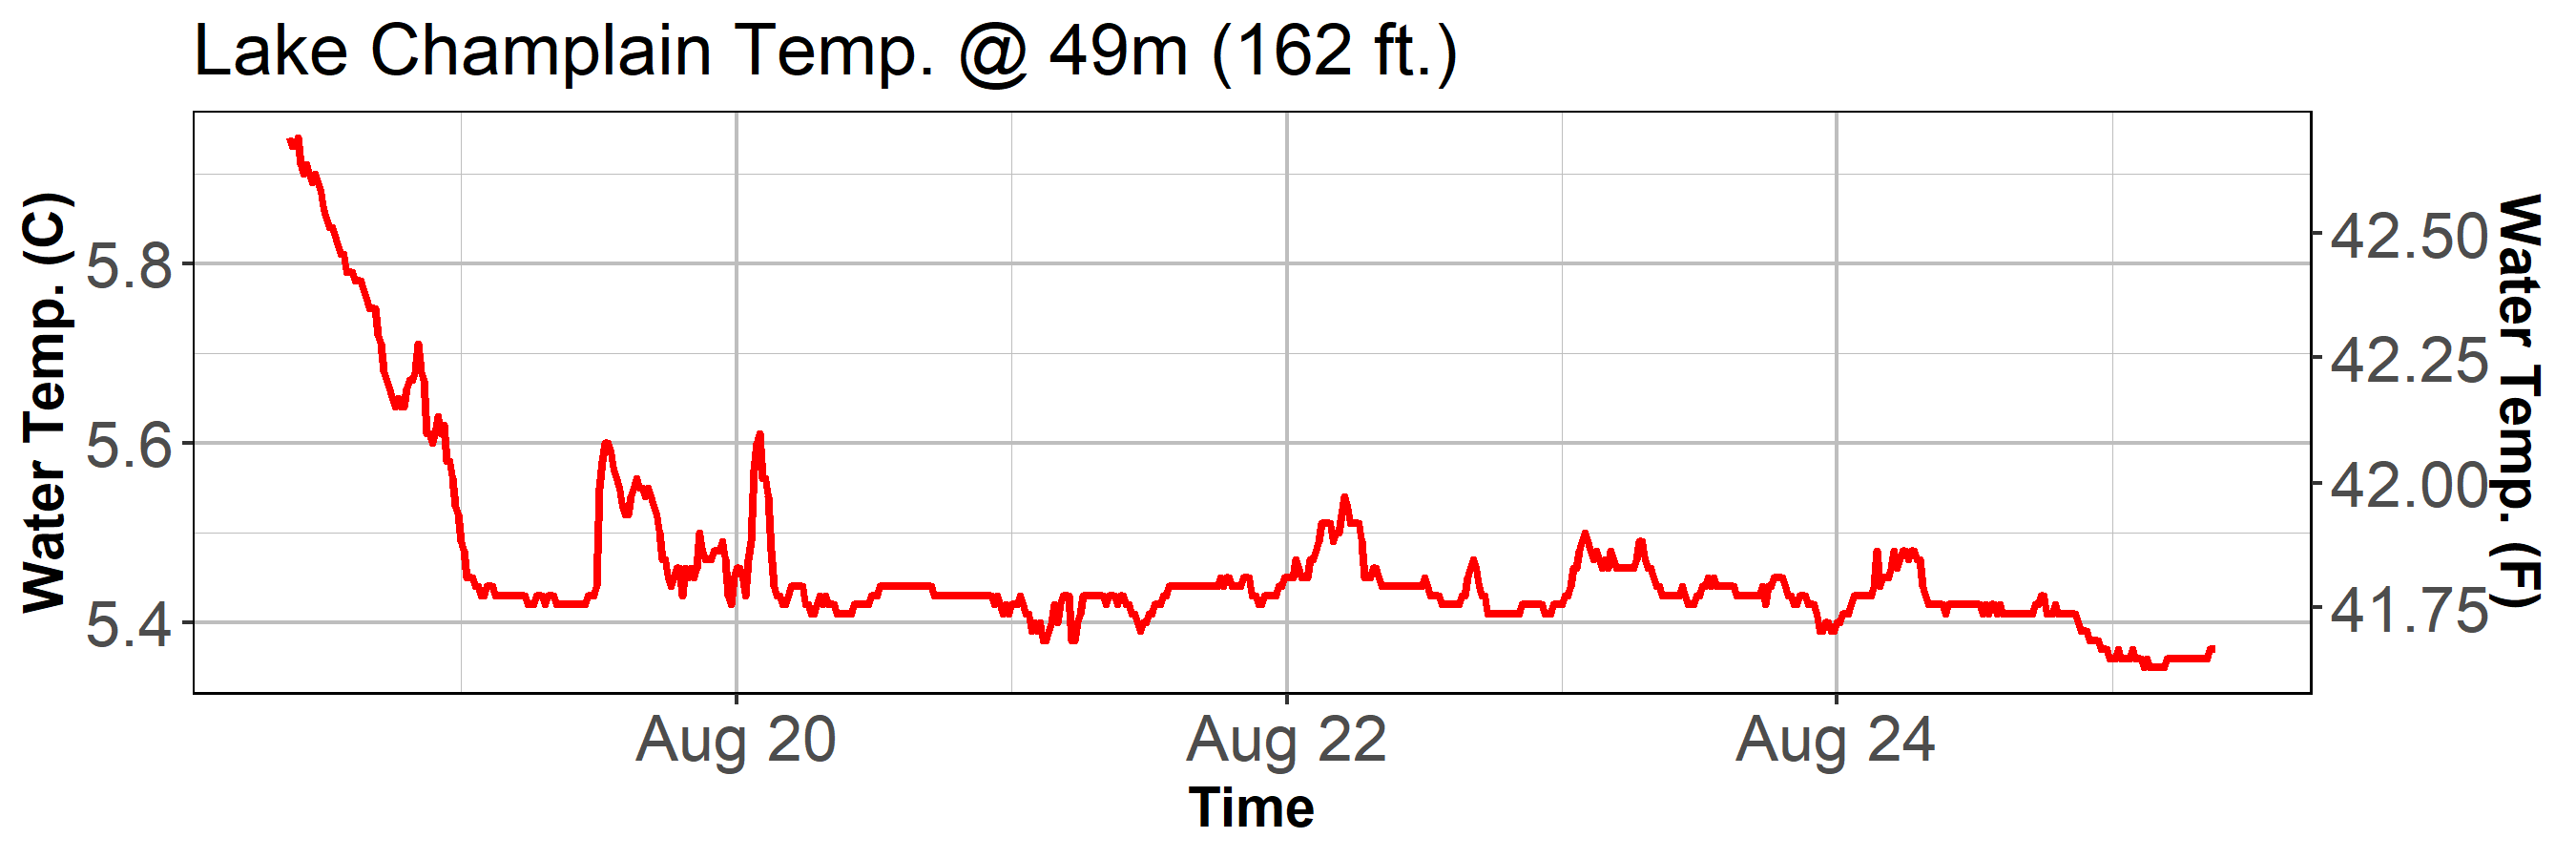 Lake Champlain Temp. @ 49m (162 ft.)
Water Temp. (C)
5.8
5.6
5.4
42.50
42.25
42.00
41.75
Water Temp. (F)
Aug 20
Aug 22
Aug 24
Time